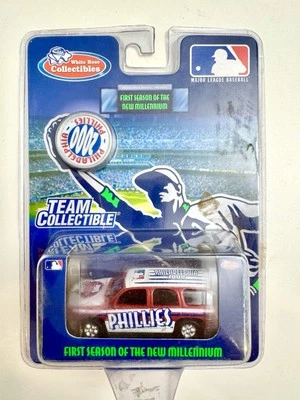 White Rose
Collectibles
MAJOR LEAGUE BASEBALL
FIRST SEASON OF THE
NEW MILLENNIUM
PHILADELPHIA
2000
PHILLIES
TEAM
COLLECTIBLE
PHILLIES
FIRST SEASON OF THE NEW MILLENNIUM